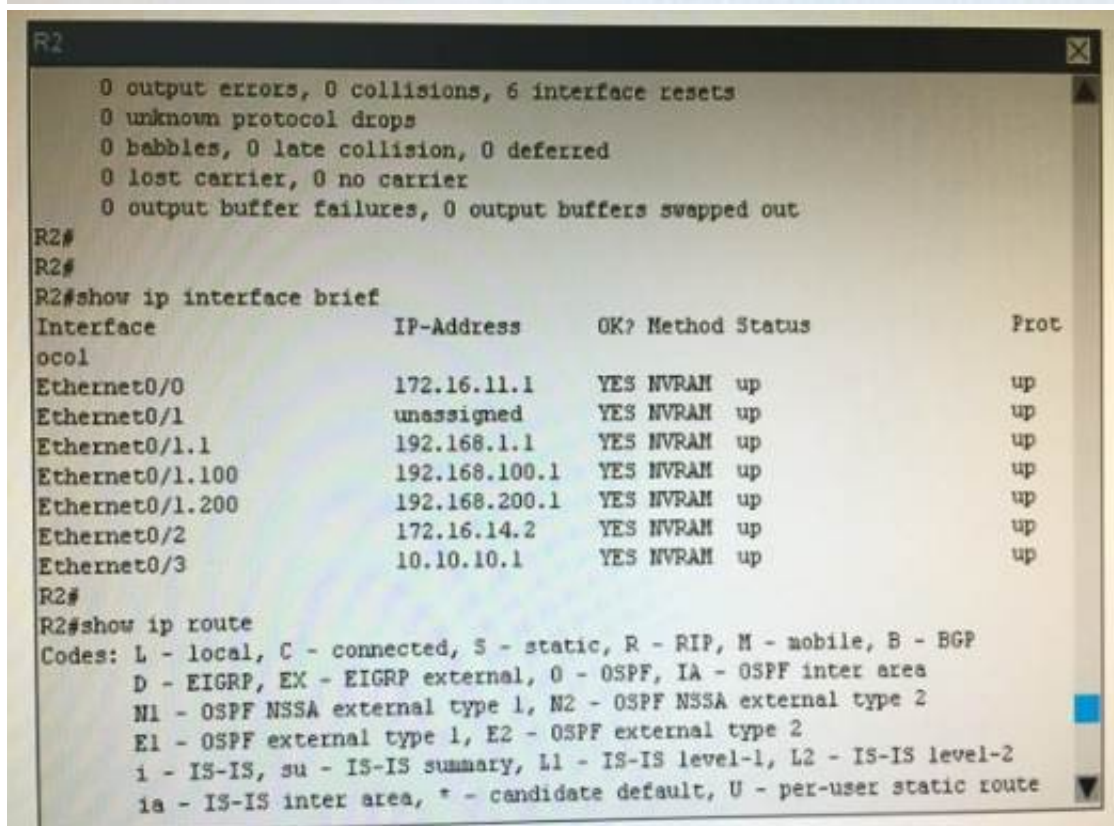 R2
0 output errors, 0 collisions, 6 interface resets
0 unknown protocol drops
0 babbles, 0 late collision, 0 deferred
0 lost carrier, 0 no carrier
0 output buffer failures, 0 output buffers swapped out
R2#
R2#
R2#show ip interface brief
Interface IP-Address OK? Method Status Prot
ocol
Ethernet0/0 172.16.11.1 YES NVRAM up up
Ethernet0/1 unassigned YES NVRAM up up
Ethernet0/1.1 192.168.1.1 YES NVRAM up up
Ethernet0/1.100 192.168.100.1 YES NVRAM up up
Ethernet0/1.200 192.168.200.1 YES NVRAM up up
Ethernet0/2 172.16.14.2 YES NVRAM up up
Ethernet0/3 10.10.10.1 YES NVRAM up up
R2#
R2#show ip route
Codes: L - local, C - connected, S - static, R - RIP, M - mobile, B - BGP
D - EIGRP, EX - EIGRP external, O - OSPF, IA - OSPF inter area
N1 - OSPF NSSA external type 1, N2 - OSPF NSSA external type 2
E1 - OSPF external type 1, E2 - OSPF external type 2
i - IS-IS, su - IS-IS summary, L1 - IS-IS level-1, L2 - IS-IS level-2
ia - IS-IS inter area, * - candidate default, U - per-user static route